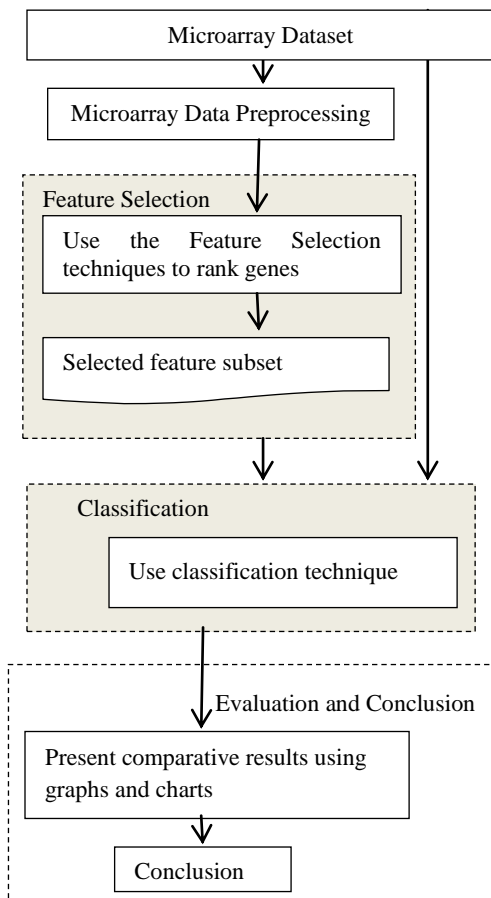 Microarray Dataset
Microarray Data Preprocessing
Feature Selection
Use the Feature Selection
techniques to rank genes
Selected feature subset
Classification
Use classification technique
Evaluation and Conclusion
Present comparative results using
graphs and charts
Conclusion